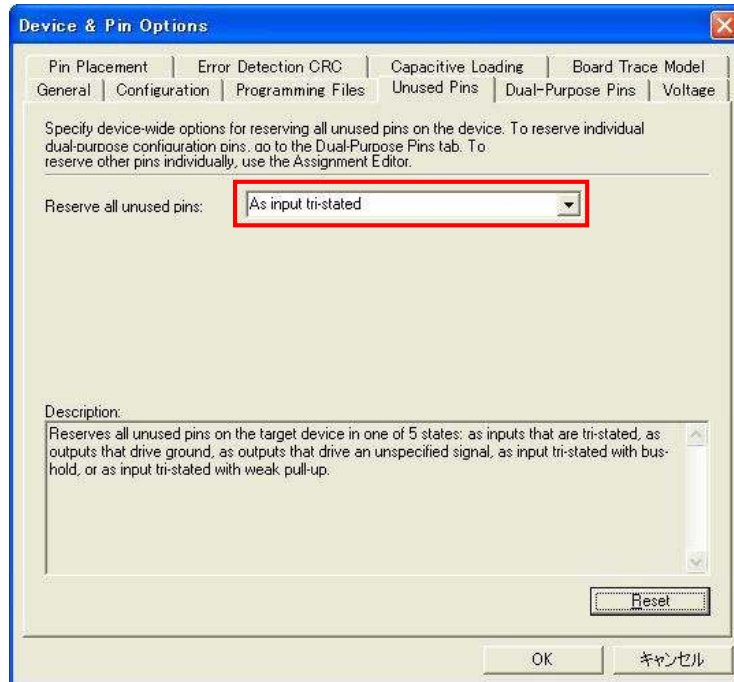 Device & Pin Options
Pin Placement
Error Detection CRC
Capacitive Loading
Board Trace Model
General
Configuration
Programming Files
Unused Pins
Dual-Purpose Pins
Voltage
Specify device-wide options for reserving all unused pins on the device. To reserve individual
dual-purpose configuration pins, go to the Dual-Purpose Pins tab. To
reserve other pins individually, use the Assignment Editor.
Reserve all unused pins:
As input tri-stated
Description:
Reserves all unused pins on the target device in one of 5 states: as inputs that are tri-stated, as
outputs that drive ground, as outputs that drive an unspecified signal, as input tri-stated with bus-
hold, or as input tri-stated with weak pull-up.
Reset
OK
キャンセル